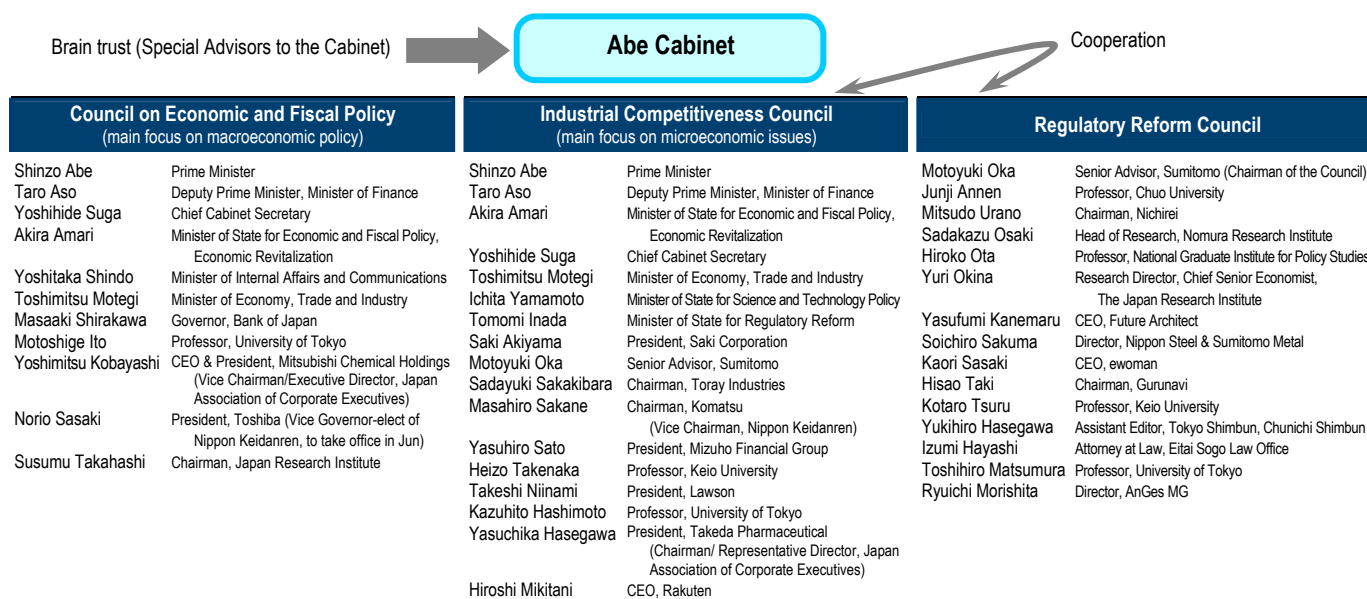 Brain trust (Special Advisors to the Cabinet)
Abe Cabinet
Cooperation
Council on Economic and Fiscal Policy
(main focus on macroeconomic policy)
Shinzo Abe Prime Minister
Taro Aso Deputy Prime Minister, Minister of Finance
Yoshihide Suga Chief Cabinet Secretary
Akira Amari Minister of State for Economic and Fiscal Policy,
Economic Revitalization
Yoshitaka Shindo Minister of Internal Affairs and Communications
Toshimitsu Motegi Minister of Economy, Trade and Industry
Masaaki Shirakawa Governor, Bank of Japan
Motoshige Ito Professor, University of Tokyo
Yoshimitsu Kobayashi CEO & President, Mitsubishi Chemical Holdings
(Vice Chairman/Executive Director, Japan
Association of Corporate Executives)
Norio Sasaki President, Toshiba (Vice Governor-elect of
Nippon Keidanren, to take office in Jun)
Susumu Takahashi Chairman, Japan Research Institute
Industrial Competitiveness Council
(main focus on microeconomic issues)
Shinzo Abe Prime Minister
Taro Aso Deputy Prime Minister, Minister of Finance
Akira Amari Minister of State for Economic and Fiscal Policy,
Economic Revitalization
Yoshihide Suga Chief Cabinet Secretary
Toshimitsu Motegi Minister of Economy, Trade and Industry
Ichita Yamamoto Minister of State for Science and Technology Policy
Tomomi Inada Minister of State for Regulatory Reform
Saki Akiyama President, Saki Corporation
Motoyuki Oka Senior Advisor, Sumitomo
Sadayuki Sakakibara Chairman, Toray Industries
Masahiro Sakane Chairman, Komatsu
(Vice Chairman, Nippon Keidanren)
Yasuhiro Sato President, Mizuho Financial Group
Heizo Takenaka Professor, Keio University
Takeshi Niinami President, Lawson
Kazuhito Hashimoto Professor, University of Tokyo
Yasuchika Hasegawa President, Takeda Pharmaceutical
(Chairman/ Representative Director, Japan
Association of Corporate Executives)
Hiroshi Mikitani CEO, Rakuten
Regulatory Reform Council
Motoyuki Oka Senior Advisor, Sumitomo (Chairman of the Council)
Junji Annen Professor, Chuo University
Mitsudo Urano Chairman, Nichirei
Sadakazu Osaki Head of Research, Nomura Research Institute
Hiroko Ota Professor, National Graduate Institute for Policy Studies
Yuri Okina Research Director, Chief Senior Economist,
The Japan Research Institute
Yasufumi Kanemaru CEO, Future Architect
Soichiro Sakuma Director, Nippon Steel & Sumitomo Metal
Kaori Sasaki CEO, ewoman
Hisao Taki Chairman, Gurunavi
Kotaro Tsuru Professor, Keio University
Yukihiro Hasegawa Assistant Editor, Tokyo Shimbun, Chunichi Shimbun
Izumi Hayashi Attorney at Law, Eitai Sogo Law Office
Toshihiro Matsumura Professor, University of Tokyo
Ryuichi Morishita Director, AnGes MG